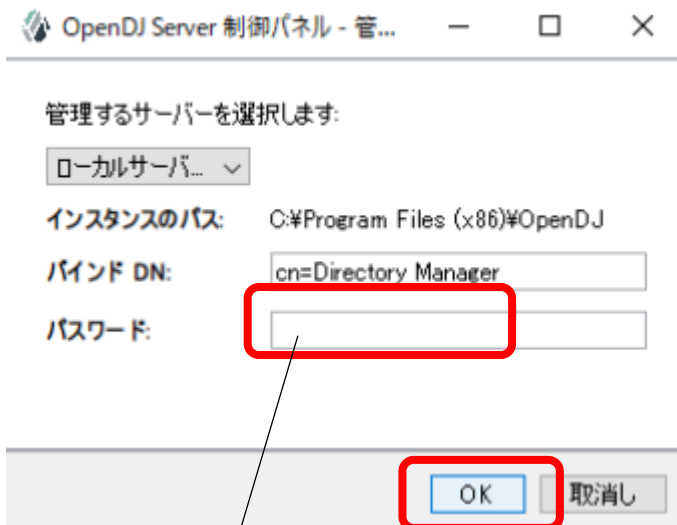 OpenDJ Server 制御パネル - 管...
管理するサーバーを選択します:
ローカルサーバ...
インスタンスのパス: C:¥Program Files (x86)¥OpenDJ
バインド DN: cn=Directory Manager
パスワード:
OK 取消し